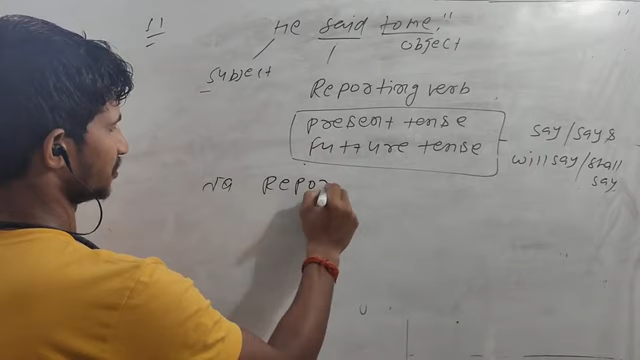 "
He said to me,"
Subject
object
Reporting verb
present tense
Future tense
say/says
will say/shall
say
जब Repor